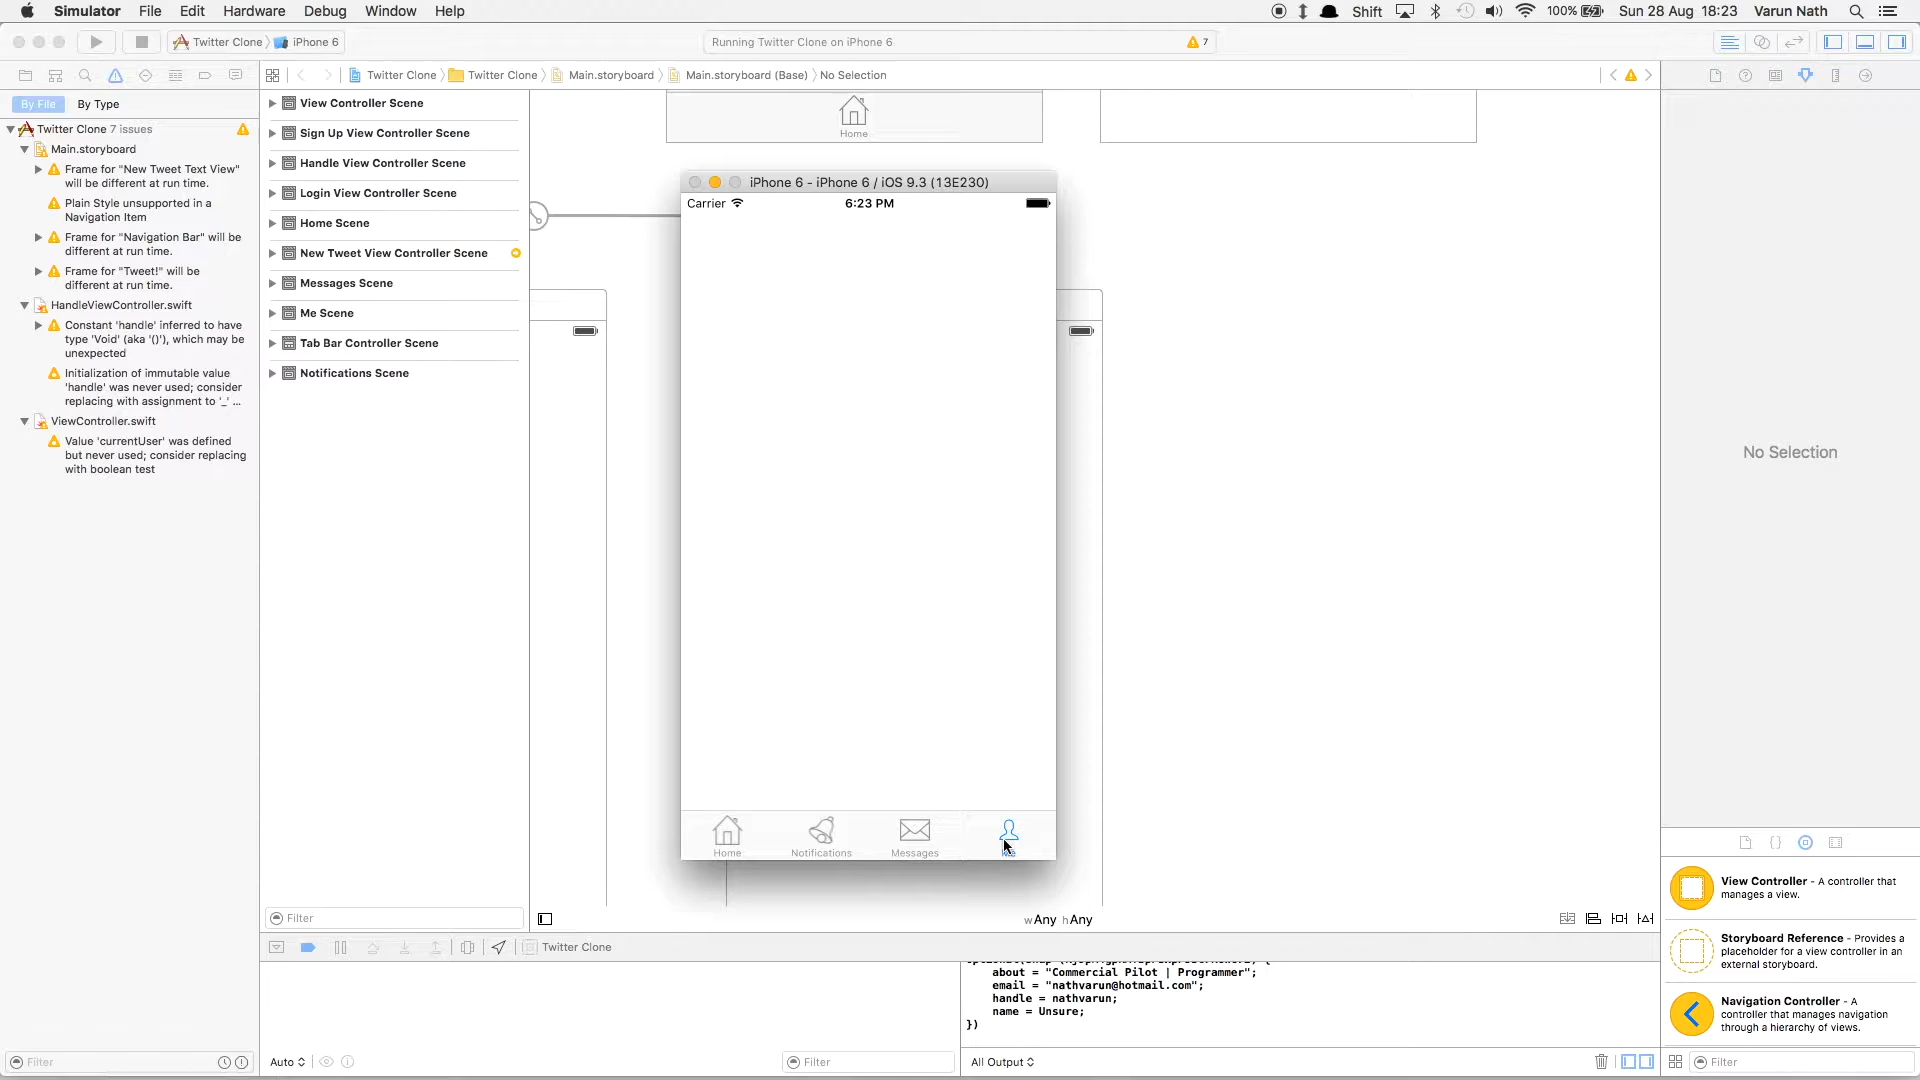 Simulator File Edit Hardware Debug Window Help
Shift 100% Sun 28 Aug 18:23 Varun Nath
Twitter Clone iPhone 6
Running Twitter Clone on iPhone 6
7
Twitter Clone Twitter Clone Main.storyboard Main.storyboard (Base) No Selection
By File By Type
Twitter Clone 7 issues
Main.storyboard
Frame for "New Tweet Text View"
will be different at run time.
Plain Style unsupported in a
Navigation Item
Frame for "Navigation Bar" will be
different at run time.
Frame for "Tweet!" will be
different at run time.
HandleViewController.swift
Constant 'handle' inferred to have
type 'Void' (aka '()'), which may be
unexpected
Initialization of immutable value
'handle' was never used; consider
replacing with assignment to '_' ...
ViewController.swift
Value 'currentUser' was defined
but never used; consider replacing
with boolean test
Filter
View Controller Scene
Sign Up View Controller Scene
Handle View Controller Scene
Login View Controller Scene
Home Scene
New Tweet View Controller Scene
Messages Scene
Me Scene
Tab Bar Controller Scene
Notifications Scene
Filter
Home
iPhone 6 - iPhone 6 / iOS 9.3 (13E230)
Carrier 6:23 PM
Home Notifications Messages
wAny hAny
Twitter Clone
about = "Commercial Pilot | Programmer";
email = "nathvarun@hotmail.com";
handle = nathvarun;
name = Unsure;
})
Auto
Filter
All Output
No Selection
View Controller - A controller that
manages a view.
Storyboard Reference - Provides a
placeholder for a view controller in an
external storyboard.
Navigation Controller - A
controller that manages navigation
through a hierarchy of views.
Filter